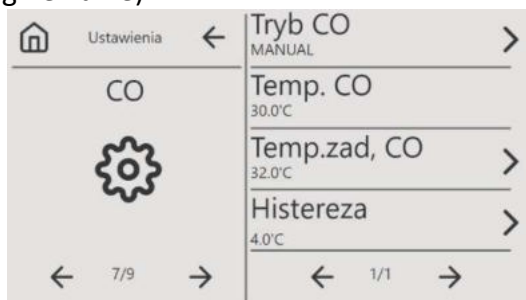 Ustawienia
CO
7/9
Tryb CO
MANUAL
Temp. CO
30.0'C
Temp.zad, CO
32.0'C
Histereza
4.0'C
1/1